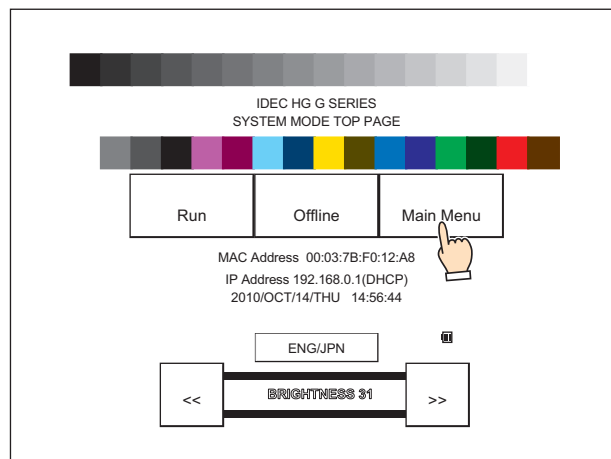 IDEC HG G SERIES
SYSTEM MODE TOP PAGE
Run Offline Main Menu
MAC Address 00:03:7B:F0:12:A8
IP Address 192.168.0.1(DHCP)
2010/OCT/14/THU 14:56:44
ENG/JPN
<< BRIGHTNESS 31 >>